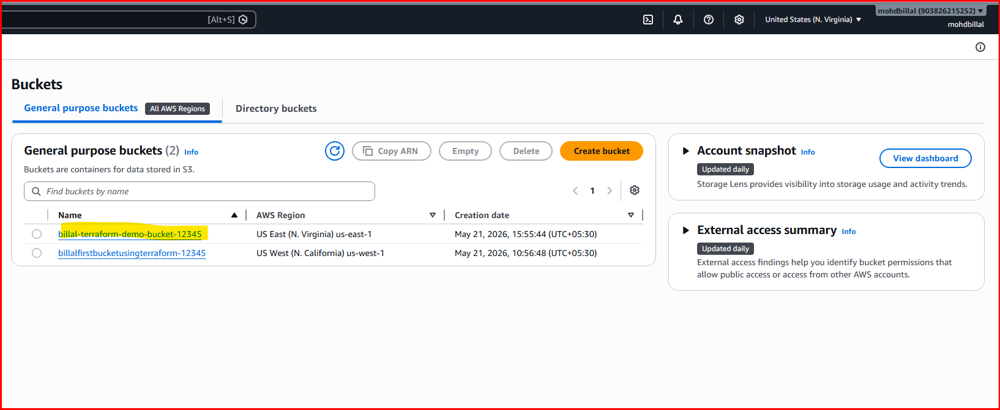 [Alt+S]
United States (N. Virginia)
mohdbillal (903826215252)
mohdbillal
Buckets
General purpose buckets All AWS Regions
Directory buckets
General purpose buckets (2) Info
Copy ARN
Empty
Delete
Create bucket
Buckets are containers for data stored in S3.
Find buckets by name
1
Name AWS Region Creation date
billal-terraform-demo-bucket-12345 US East (N. Virginia) us-east-1 May 21, 2026, 15:55:44 (UTC+05:30)
billalfirstbucketusingterraform-12345 US West (N. California) us-west-1 May 21, 2026, 10:56:48 (UTC+05:30)
Account snapshot Info
View dashboard
Updated daily
Storage Lens provides visibility into storage usage and activity trends.
External access summary Info
Updated daily
External access findings help you identify bucket permissions that
allow public access or access from other AWS accounts.